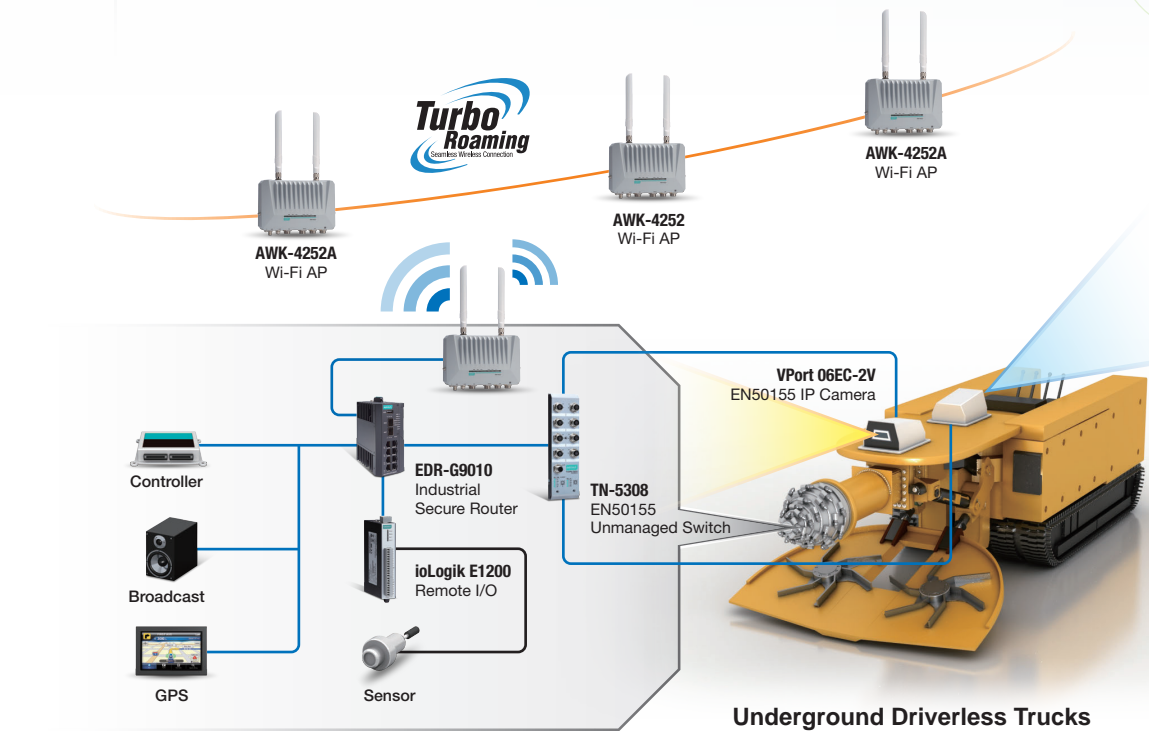 Turbo
Roaming
Seamless Wireless Connection
AWK-4252A
Wi-Fi AP
AWK-4252
Wi-Fi AP
AWK-4252A
Wi-Fi AP
VPort 06EC-2V
EN50155 IP Camera
Controller
EDR-G9010
Industrial
Secure Router
TN-5308
EN50155
Unmanaged Switch
Broadcast
ioLogik E1200
Remote I/O
GPS
Sensor
Underground Driverless Trucks